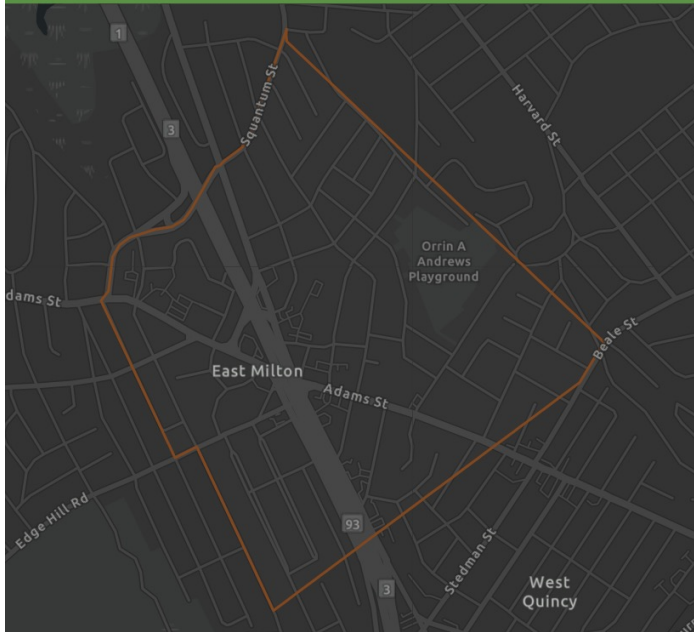 1
3
Squantum St
Harvard St
Orrin A
Andrews
Playground
dams St
Beale St
East Milton
Adams St
93
Edge Hill Rd
Stedman St
3
West
Quincy